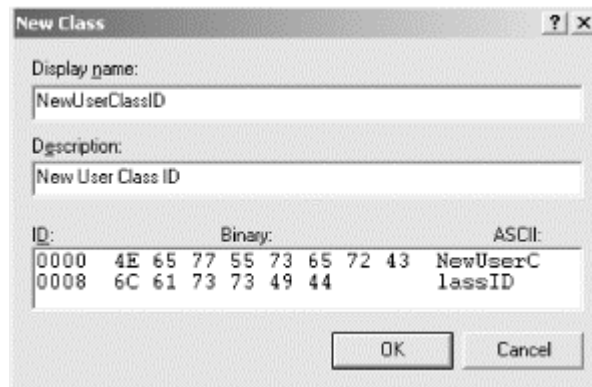 New Class
Display name:
NewUserClassID
Description:
New User Class ID
ID: Binary: ASCII:
0000 4E 65 77 55 73 65 72 43 NewUserC
0008 6C 61 73 73 49 44 lassID
OK Cancel